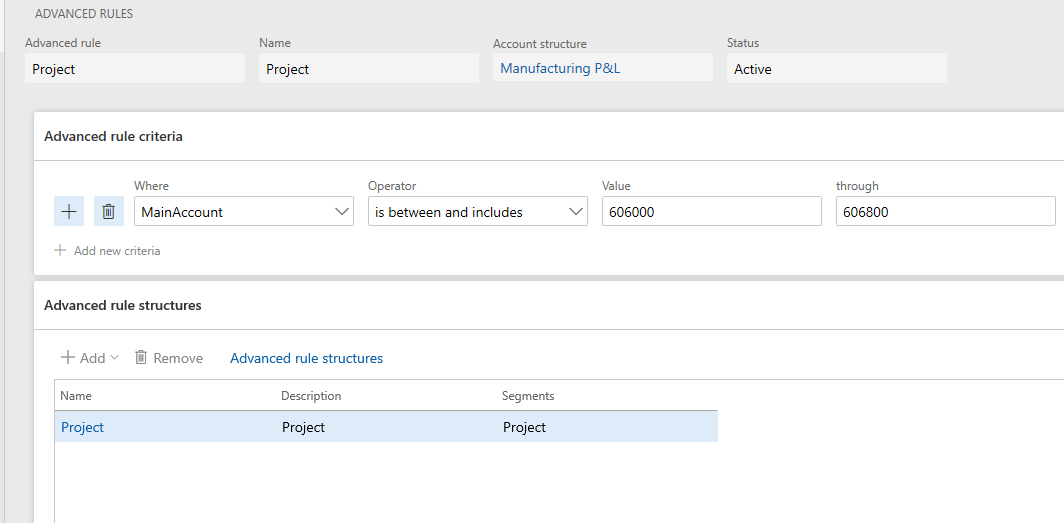 ADVANCED RULES
Advanced rule Name Account structure Status
Project Project Manufacturing P&L Active
Advanced rule criteria
Where Operator Value through
MainAccount is between and includes 606000 606800
Add new criteria
Advanced rule structures
Add Remove Advanced rule structures
Name Description Segments
Project Project Project